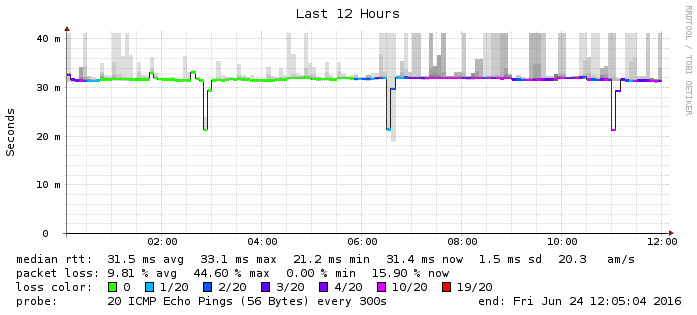 Last 12 Hours
RRDTOOL / TOBI OETIKER
Seconds
40 m
30 m
20 m
10 m
0
02:00 04:00 06:00 08:00 10:00 12:00
median rtt: 31.5 ms avg 33.1 ms max 21.2 ms min 31.4 ms now 1.5 ms sd 20.3 am/s
packet loss: 9.81 % avg 44.60 % max 0.00 % min 15.90 % now
loss color: 0 1/20 2/20 3/20 4/20 10/20 19/20
probe: 20 ICMP Echo Pings (56 Bytes) every 300s end: Fri Jun 24 12:05:04 2016